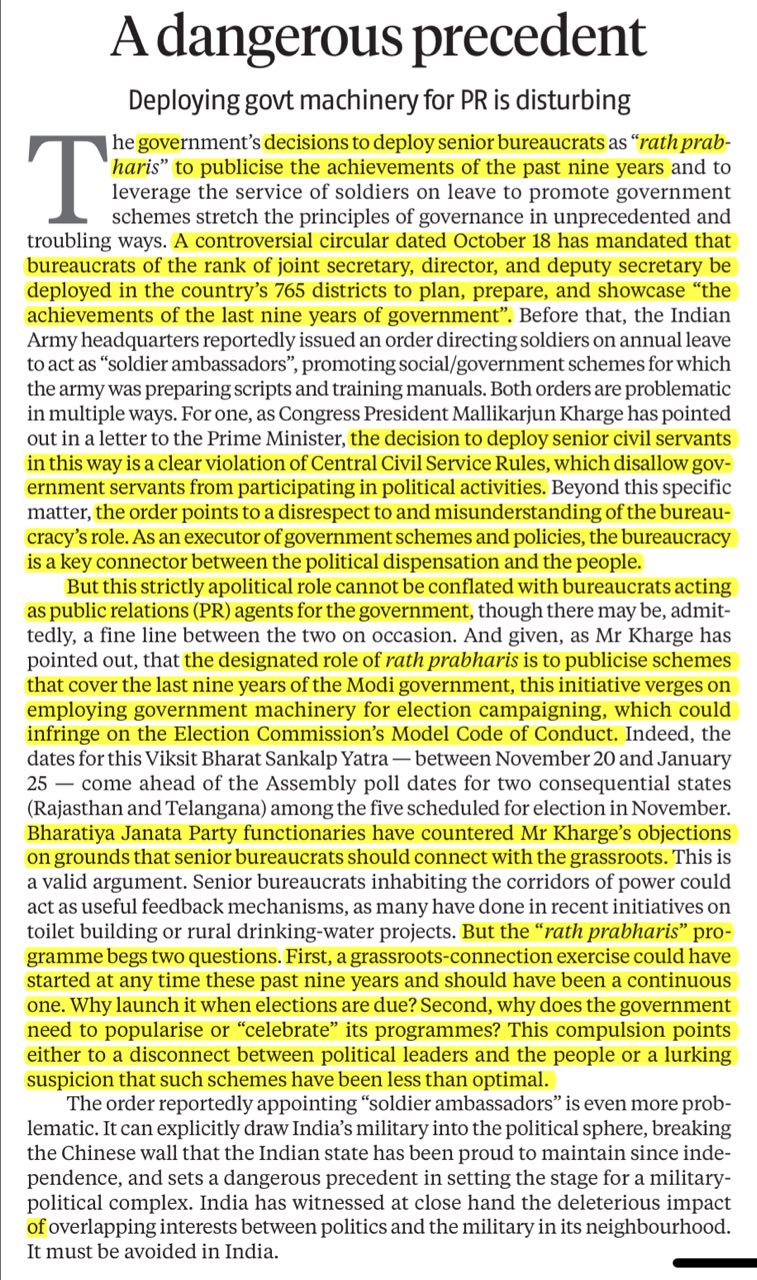 A dangerous precedent
Deploying govt machinery for PR is disturbing
The government's decisions to deploy senior bureaucrats as “rath prab-
haris” to publicise the achievements of the past nine years and to
leverage the service of soldiers on leave to promote government
schemes stretch the principles of governance in unprecedented and
troubling ways. A controversial circular dated October 18 has mandated that
bureaucrats of the rank of joint secretary, director, and deputy secretary be
deployed in the country's 765 districts to plan, prepare, and showcase “the
achievements of the last nine years of government”. Before that, the Indian
Army headquarters reportedly issued an order directing soldiers on annual leave
to act as “soldier ambassadors”, promoting social/government schemes for which
the army was preparing scripts and training manuals. Both orders are problematic
in multiple ways. For one, as Congress President Mallikarjun Kharge has pointed
out in a letter to the Prime Minister, the decision to deploy senior civil servants
in this way is a clear violation of Central Civil Service Rules, which disallow gov-
ernment servants from participating in political activities. Beyond this specific
matter, the order points to a disrespect to and misunderstanding of the bureau-
cracy's role. As an executor of government schemes and policies, the bureaucracy
is a key connector between the political dispensation and the people.
But this strictly apolitical role cannot be conflated with bureaucrats acting
as public relations (PR) agents for the government, though there may be, admit-
tedly, a fine line between the two on occasion. And given, as Mr Kharge has
pointed out, that the designated role of rath prabharis is to publicise schemes
that cover the last nine years of the Modi government, this initiative verges on
employing government machinery for election campaigning, which could
infringe on the Election Commission's Model Code of Conduct. Indeed, the
dates for this Viksit Bharat Sankalp Yatra — between November 20 and January
25 — come ahead of the Assembly poll dates for two consequential states
(Rajasthan and Telangana) among the five scheduled for election in November.
Bharatiya Janata Party functionaries have countered Mr Kharge's objections
on grounds that senior bureaucrats should connect with the grassroots. This is
a valid argument. Senior bureaucrats inhabiting the corridors of power could
act as useful feedback mechanisms, as many have done in recent initiatives on
toilet building or rural drinking-water projects. But the “rath prabharis” pro-
gramme begs two questions. First, a grassroots-connection exercise could have
started at any time these past nine years and should have been a continuous
one. Why launch it when elections are due? Second, why does the government
need to popularise or “celebrate” its programmes? This compulsion points
either to a disconnect between political leaders and the people or a lurking
suspicion that such schemes have been less than optimal.
The order reportedly appointing “soldier ambassadors” is even more prob-
lematic. It can explicitly draw India's military into the political sphere, breaking
the Chinese wall that the Indian state has been proud to maintain since inde-
pendence, and sets a dangerous precedent in setting the stage for a military-
political complex. India has witnessed at close hand the deleterious impact
of overlapping interests between politics and the military in its neighbourhood.
It must be avoided in India.